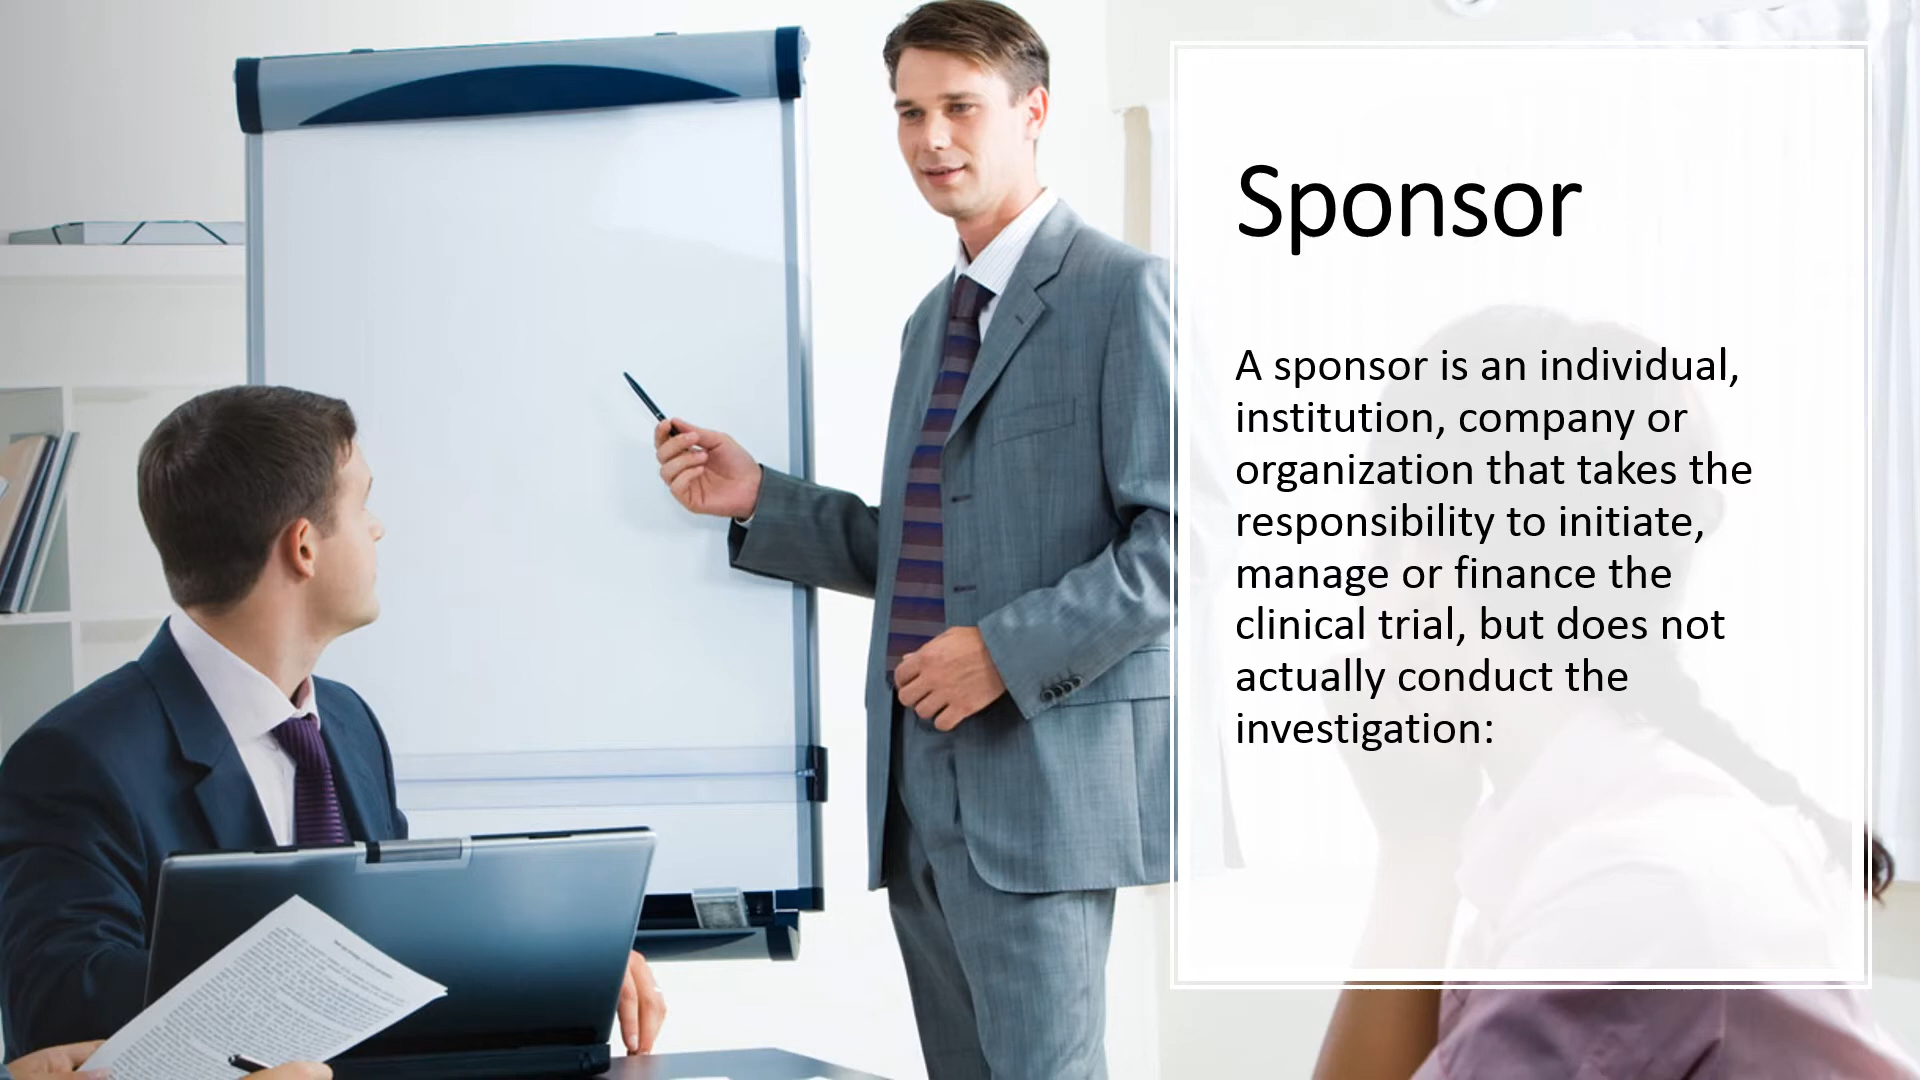 Sponsor
A sponsor is an individual,
institution, company or
organization that takes the
responsibility to initiate,
manage or finance the
clinical trial, but does not
actually conduct the
investigation: